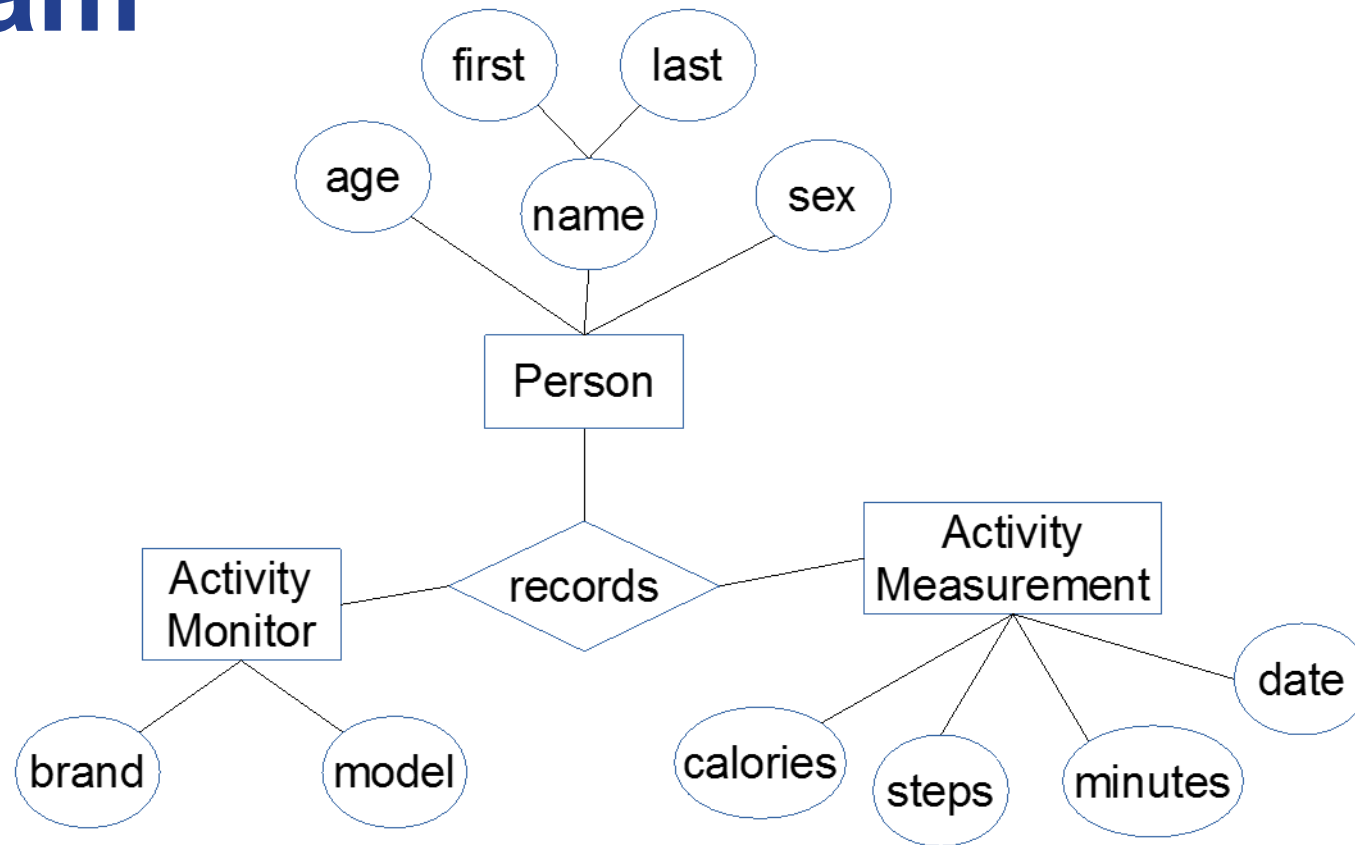 first
last
age
name
sex
Person
Activity
Monitor
records
Activity
Measurement
brand
model
calories
steps
minutes
date